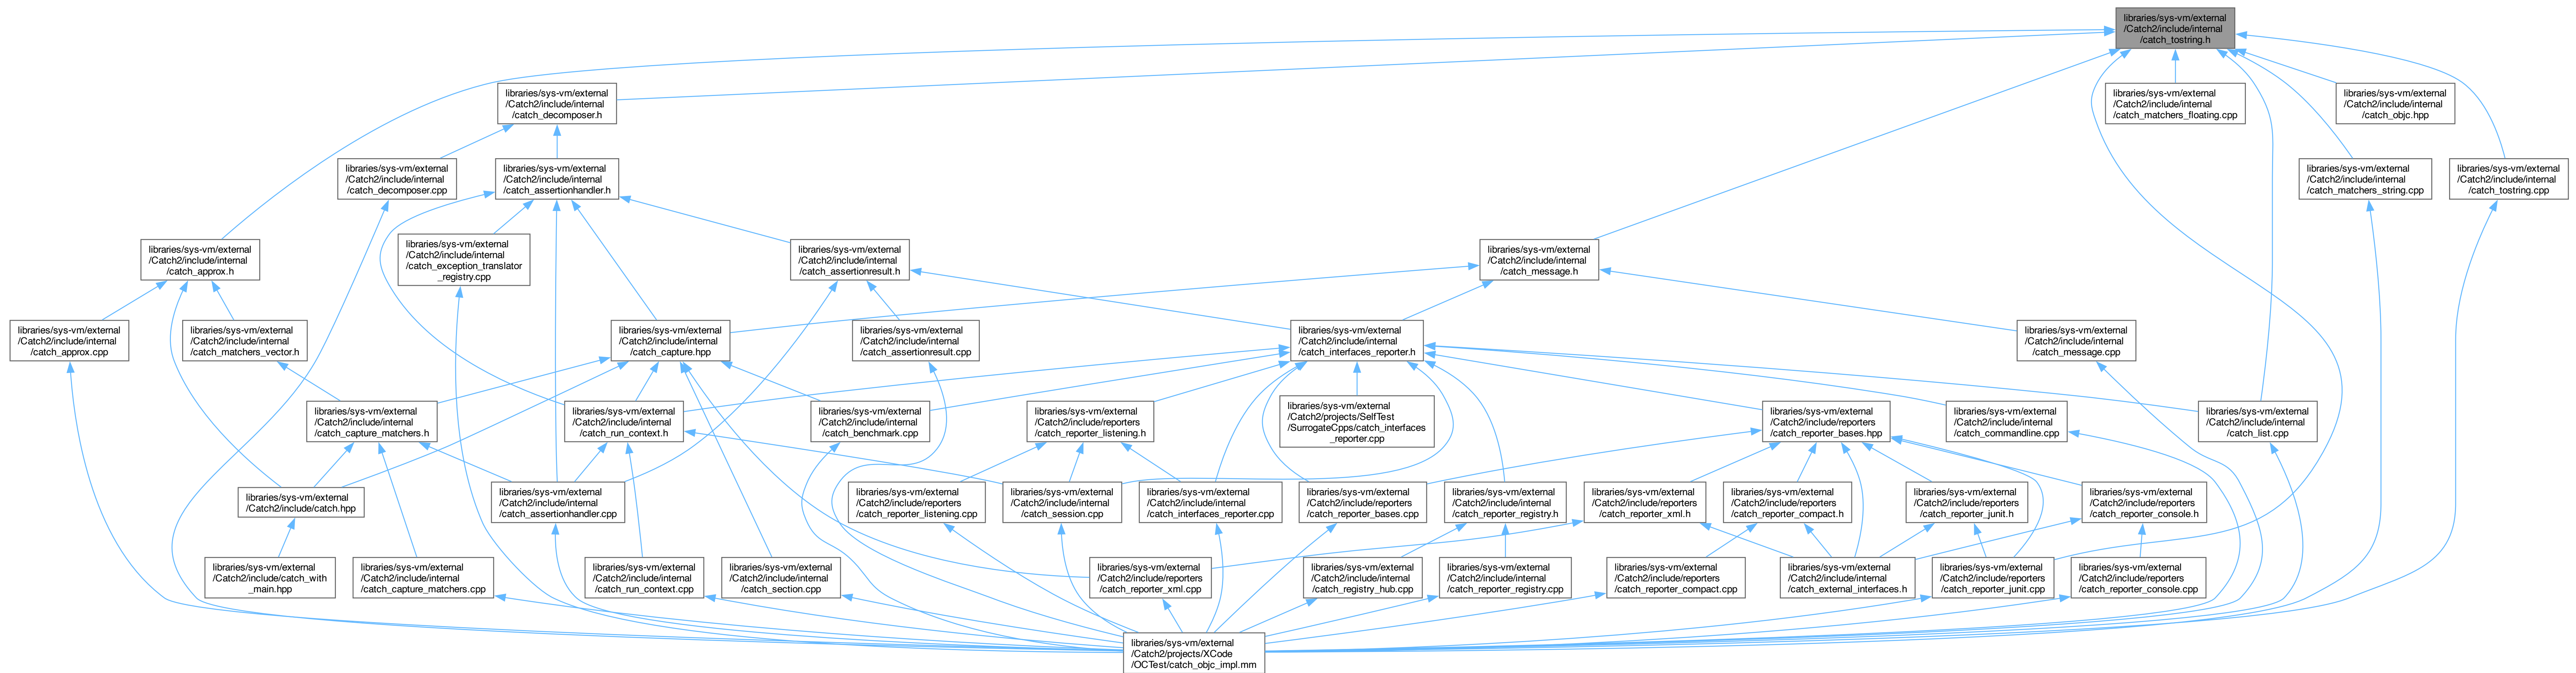 libraries/sys-vm/external
/Catch2/include/internal
/catch_tostring.h
libraries/sys-vm/external
/Catch2/include/internal
/catch_decomposer.h
libraries/sys-vm/external
/Catch2/include/internal
/catch_matchers_floating.cpp
libraries/sys-vm/external
/Catch2/include/internal
/catch_objc.hpp
libraries/sys-vm/external
/Catch2/include/internal
/catch_decomposer.cpp
libraries/sys-vm/external
/Catch2/include/internal
/catch_assertionhandler.h
libraries/sys-vm/external
/Catch2/include/internal
/catch_matchers_string.cpp
libraries/sys-vm/external
/Catch2/include/internal
/catch_tostring.cpp
libraries/sys-vm/external
/Catch2/include/internal
/catch_approx.h
libraries/sys-vm/external
/Catch2/include/internal
/catch_exception_translator
_registry.cpp
libraries/sys-vm/external
/Catch2/include/internal
/catch_assertionresult.h
libraries/sys-vm/external
/Catch2/include/internal
/catch_message.h
libraries/sys-vm/external
/Catch2/include/internal
/catch_approx.cpp
libraries/sys-vm/external
/Catch2/include/internal
/catch_matchers_vector.h
libraries/sys-vm/external
/Catch2/include/internal
/catch_capture.hpp
libraries/sys-vm/external
/Catch2/include/internal
/catch_assertionresult.cpp
libraries/sys-vm/external
/Catch2/include/internal
/catch_interfaces_reporter.h
libraries/sys-vm/external
/Catch2/include/internal
/catch_message.cpp
libraries/sys-vm/external
/Catch2/include/internal
/catch_capture_matchers.h
libraries/sys-vm/external
/Catch2/include/internal
/catch_run_context.h
libraries/sys-vm/external
/Catch2/include/internal
/catch_benchmark.cpp
libraries/sys-vm/external
/Catch2/include/reporters
/catch_reporter_listening.h
libraries/sys-vm/external
/Catch2/projects/SelfTest
/SurrogateCpps/catch_interfaces
_reporter.cpp
libraries/sys-vm/external
/Catch2/include/reporters
/catch_reporter_bases.hpp
libraries/sys-vm/external
/Catch2/include/internal
/catch_commandline.cpp
libraries/sys-vm/external
/Catch2/include/internal
/catch_list.cpp
libraries/sys-vm/external
/Catch2/include/catch.hpp
libraries/sys-vm/external
/Catch2/include/internal
/catch_assertionhandler.cpp
libraries/sys-vm/external
/Catch2/include/reporters
/catch_reporter_listening.cpp
libraries/sys-vm/external
/Catch2/include/internal
/catch_session.cpp
libraries/sys-vm/external
/Catch2/include/internal
/catch_interfaces_reporter.cpp
libraries/sys-vm/external
/Catch2/include/reporters
/catch_reporter_bases.cpp
libraries/sys-vm/external
/Catch2/include/internal
/catch_reporter_registry.h
libraries/sys-vm/external
/Catch2/include/reporters
/catch_reporter_xml.h
libraries/sys-vm/external
/Catch2/include/reporters
/catch_reporter_compact.h
libraries/sys-vm/external
/Catch2/include/reporters
/catch_reporter_junit.h
libraries/sys-vm/external
/Catch2/include/reporters
/catch_reporter_console.h
libraries/sys-vm/external
/Catch2/include/catch_with
_main.hpp
libraries/sys-vm/external
/Catch2/include/internal
/catch_capture_matchers.cpp
libraries/sys-vm/external
/Catch2/include/internal
/catch_run_context.cpp
libraries/sys-vm/external
/Catch2/include/internal
/catch_section.cpp
libraries/sys-vm/external
/Catch2/include/reporters
/catch_reporter_xml.cpp
libraries/sys-vm/external
/Catch2/include/internal
/catch_registry_hub.cpp
libraries/sys-vm/external
/Catch2/include/internal
/catch_reporter_registry.cpp
libraries/sys-vm/external
/Catch2/include/reporters
/catch_reporter_compact.cpp
libraries/sys-vm/external
/Catch2/include/internal
/catch_external_interfaces.h
libraries/sys-vm/external
/Catch2/include/reporters
/catch_reporter_junit.cpp
libraries/sys-vm/external
/Catch2/include/reporters
/catch_reporter_console.cpp
libraries/sys-vm/external
/Catch2/projects/XCode
/OCTest/catch_objc_impl.mm